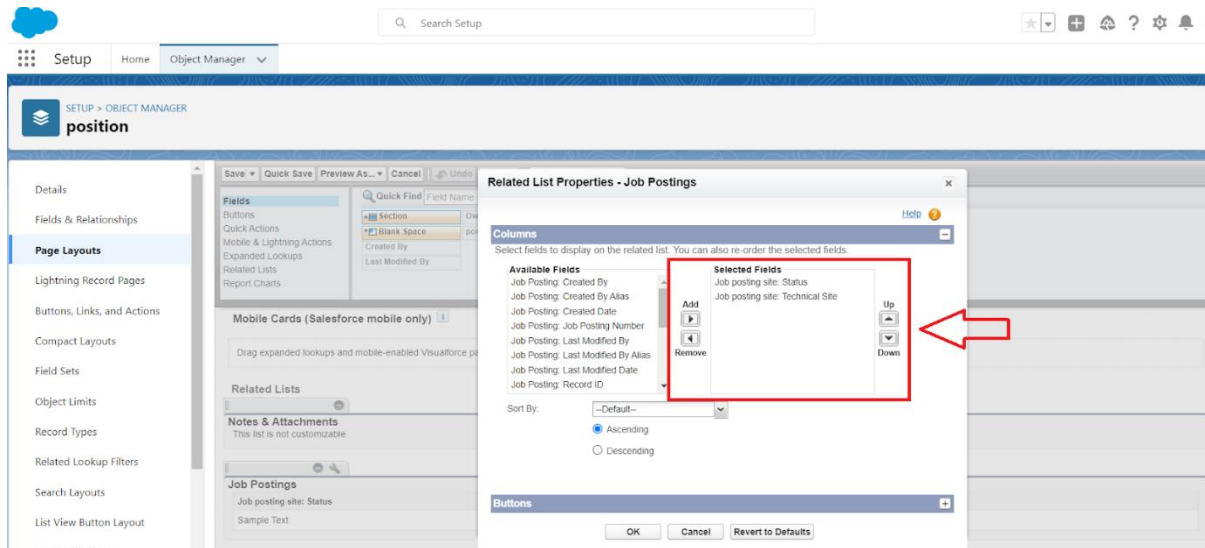 Search Setup
Setup Home Object Manager
SETUP > OBJECT MANAGER
position
Details
Fields & Relationships
Page Layouts
Lightning Record Pages
Buttons, Links, and Actions
Compact Layouts
Field Sets
Object Limits
Record Types
Related Lookup Filters
Search Layouts
List View Button Layout
Save Quick Save Preview As... Cancel Undo
Fields
Buttons
Quick Actions
Mobile & Lightning Actions
Expanded Lookups
Related Lists
Report Charts
Quick Find Field Name
Section
Blank Space
Created By
Last Modified By
Mobile Cards (Salesforce mobile only)
Drag expanded lookups and mobile-enabled Visualforce
Related Lists
Notes & Attachments
This list is not customizable
Job Postings
Job posting site: Status
Sample Text
Related List Properties - Job Postings
Help
Columns
Select fields to display on the related list. You can also re-order the selected fields.
Available Fields
Job Posting: Created By
Job Posting: Created By Alias
Job Posting: Created Date
Job Posting: Job Posting Number
Job Posting: Last Modified By
Job Posting: Last Modified By Alias
Job Posting: Last Modified Date
Job Posting: Record ID
Add
Remove
Selected Fields
Job posting site: Status
Job posting site: Technical Site
Up
Down
Sort By: --Default--
Ascending
Descending
Buttons
OK Cancel Revert to Defaults